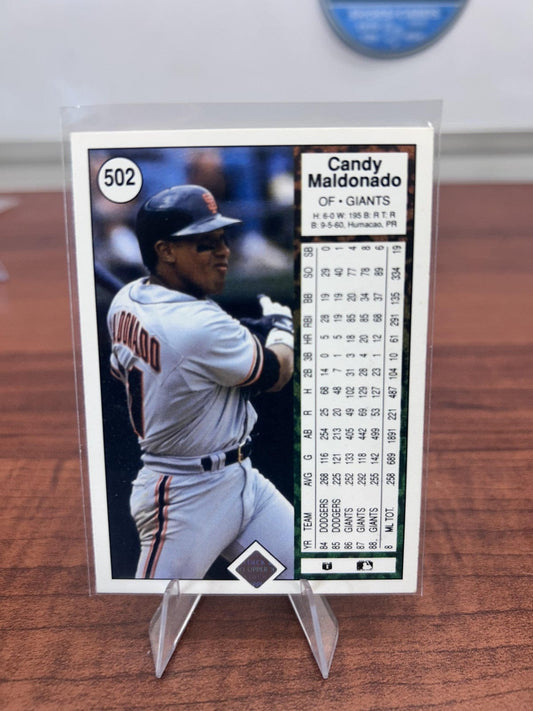 502
Candy
Maldonado
OF • GIANTS
H: 6-0 W: 195 B: R T: R
B: 9-5-60, Humacao, PR
YR TEAM AVG G AB R H 2B 3B HR RBI BB SO SB
84 DODGERS .268 116 254 25 68 14 0 5 28 19 29 0
85 DODGERS .225 121 213 20 48 7 1 5 19 19 40 1
86 GIANTS .252 133 405 49 102 31 3 18 85 20 77 4
87 GIANTS .292 118 442 69 129 28 4 20 85 34 78 8
88 GIANTS .255 142 499 53 127 23 1 12 68 37 89 6
8 ML TOT. .258 689 1891 221 487 104 10 61 291 135 334 19
SF
ALDONADO